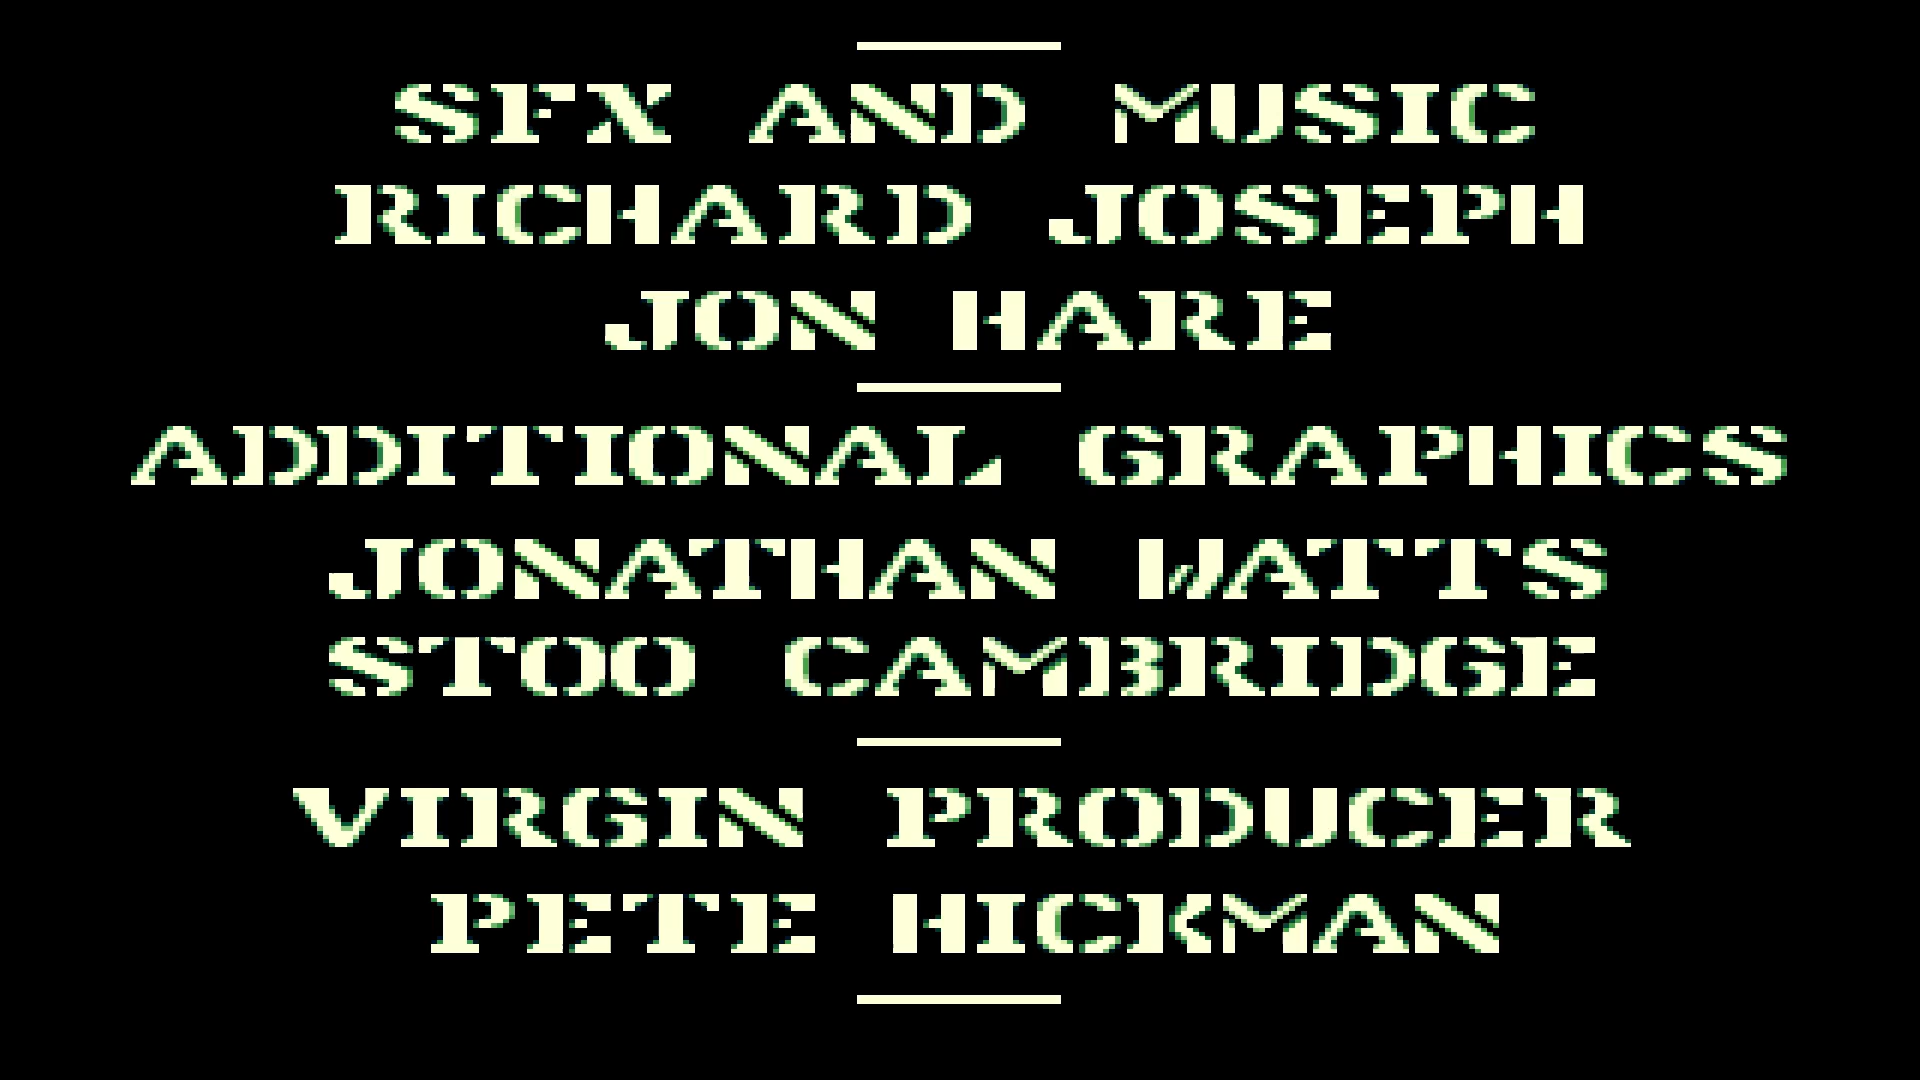 SFX AND MUSIC
RICHARD JOSEPH
JON HARE
ADDITIONAL GRAPHICS
JONATHAN WATTS
STOO CAMBRIDGE
VIRGIN PRODUCER
PETE HICKMAN